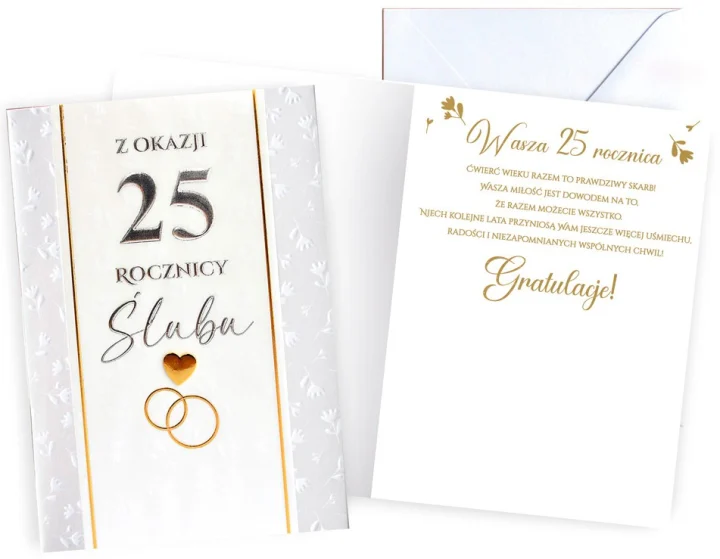 Z OKAZJI
25
ROCZNICY
Ślubu
Wasza 25 rocznica
ĆWIERĆ WIEKU RAZEM TO PRAWDZIWY SKARB!
WASZA MIŁOŚĆ JEST DOWODEM NA TO,
ŻE RAZEM MOŻECIE WSZYSTKO.
NIECH KOLEJNE LATA PRZYNIOSĄ WAM JESZCZE WIĘCEJ UŚMIECHU,
RADOŚCI I NIEZAPOMNIANYCH WSPÓLNYCH CHWIL!
Gratulacje!